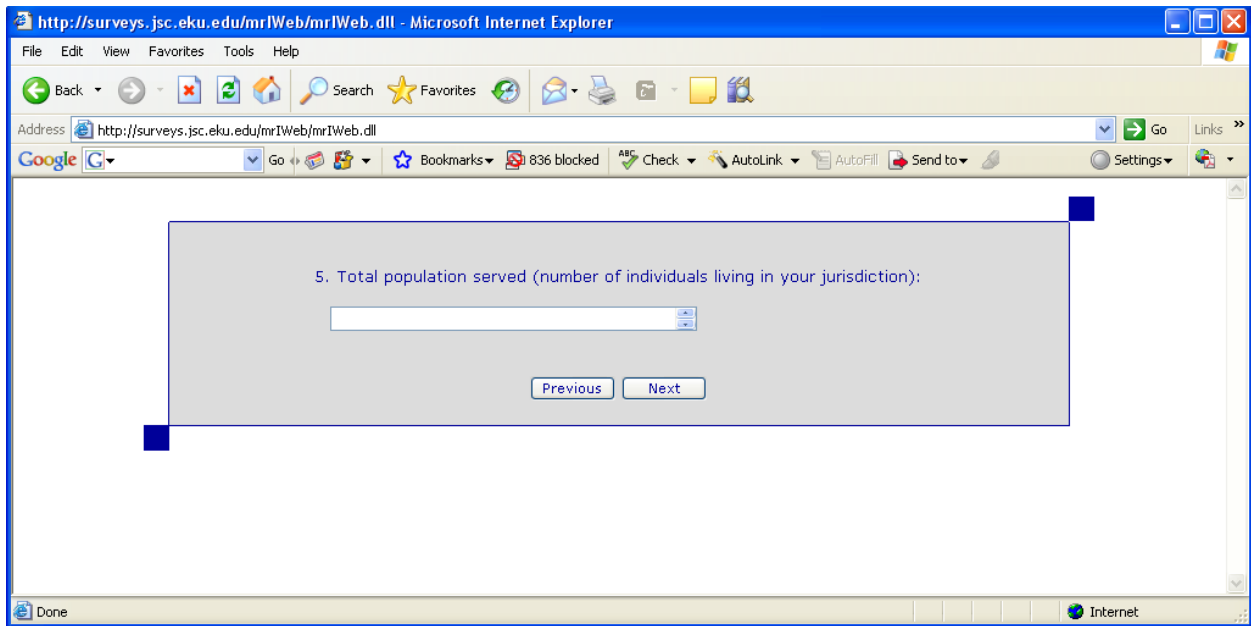 http://surveys.jsc.eku.edu/mrIWeb/mrIWeb.dll - Microsoft Internet Explorer
File Edit View Favorites Tools Help
Back Search Favorites
Address http://surveys.jsc.eku.edu/mrIWeb/mrIWeb.dll Go Links »
Google G Go Bookmarks 836 blocked ABC Check AutoLink AutoFill Send to Settings
5. Total population served (number of individuals living in your jurisdiction):
Previous Next
Done Internet